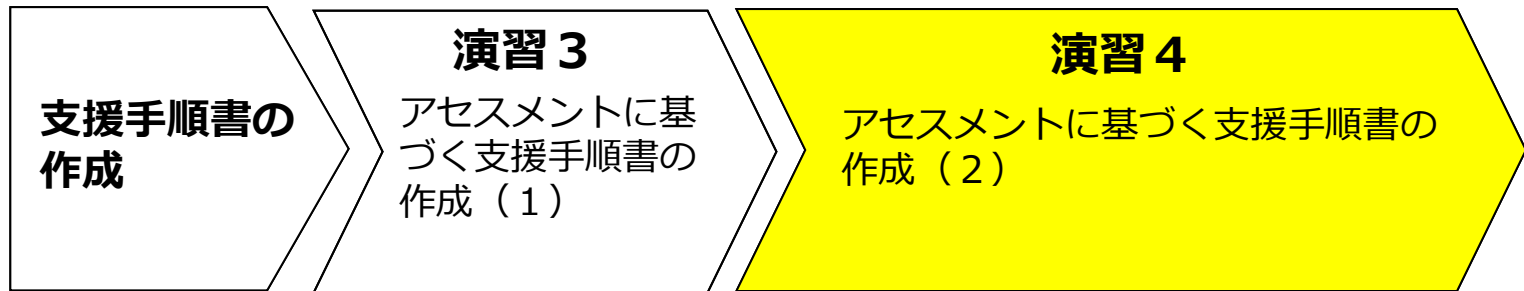 支援手順書の
作成
演習３
アセスメントに基
づく支援手順書の
作成（１）
演習４
アセスメントに基づく支援手順書の
作成（２）